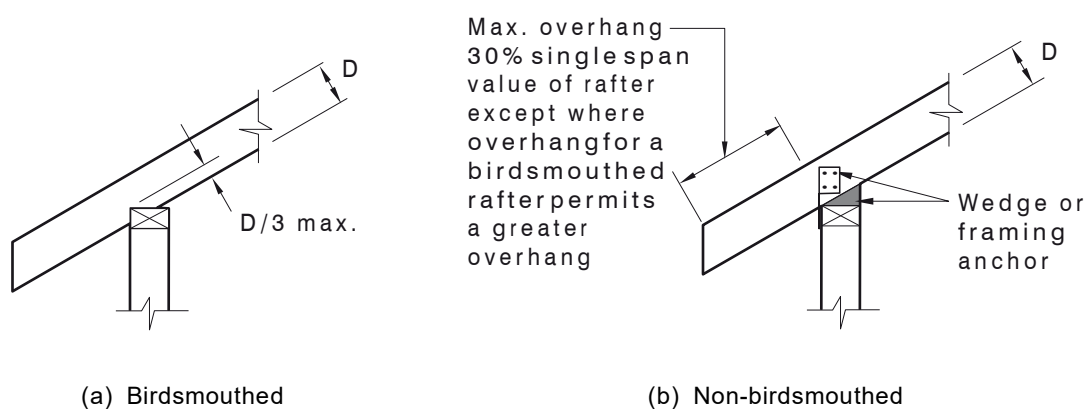 D
D/3 max.
(a) Birdsmouthed
Max. overhang
30% single span
value of rafter
except where
overhang for a
birdsmouthed
rafter permits
a greater
overhang
D
Wedge or
framing
anchor
(b) Non-birdsmouthed